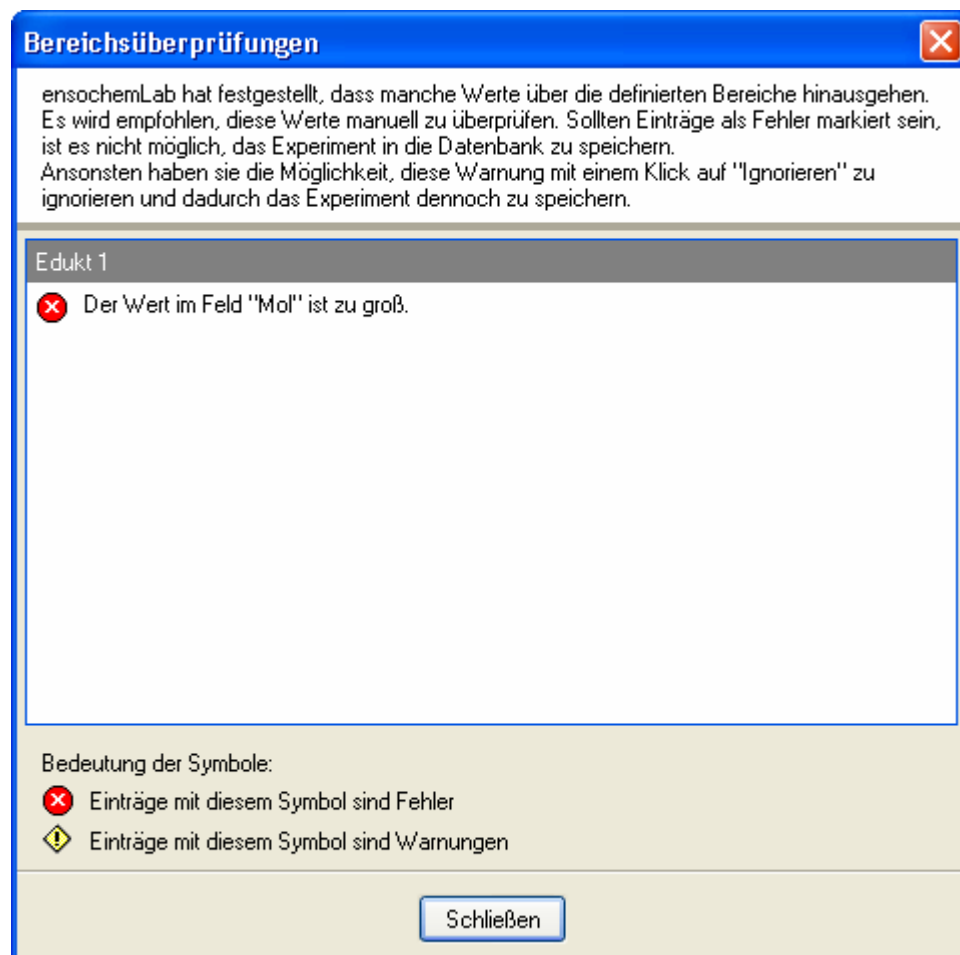 Bereichsüberprüfungen
ensochemLab hat festgestellt, dass manche Werte über die definierten Bereiche hinausgehen.
Es wird empfohlen, diese Werte manuell zu überprüfen. Sollten Einträge als Fehler markiert sein,
ist es nicht möglich, das Experiment in die Datenbank zu speichern.
Ansonsten haben sie die Möglichkeit, diese Warnung mit einem Klick auf "Ignorieren" zu
ignorieren und dadurch das Experiment dennoch zu speichern.
Edukt 1
Der Wert im Feld "Mol" ist zu groß.
Bedeutung der Symbole:
Einträge mit diesem Symbol sind Fehler
Einträge mit diesem Symbol sind Warnungen
Schließen